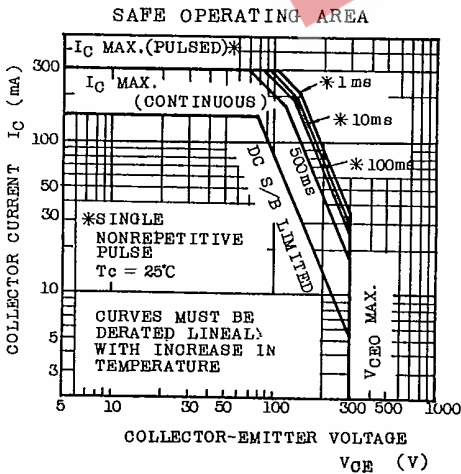 SAFE OPERATING AREA
IC MAX.(PULSED)*
IC MAX.
(CONTINUOUS)
*1ms
*10ms
*100ms
500ms
DC S/B LIMITED
*SINGLE
NONREPETITIVE
PULSE
Tc = 25℃
CURVES MUST BE
DERATED LINEAL
WITH INCREASE IN
TEMPERATURE
VCEO MAX.
COLLECTOR CURRENT IC (mA)
300
100
50
30
10
5
3
5 10 30 50 100 300 500 1000
COLLECTOR-EMITTER VOLTAGE
VCE (V)